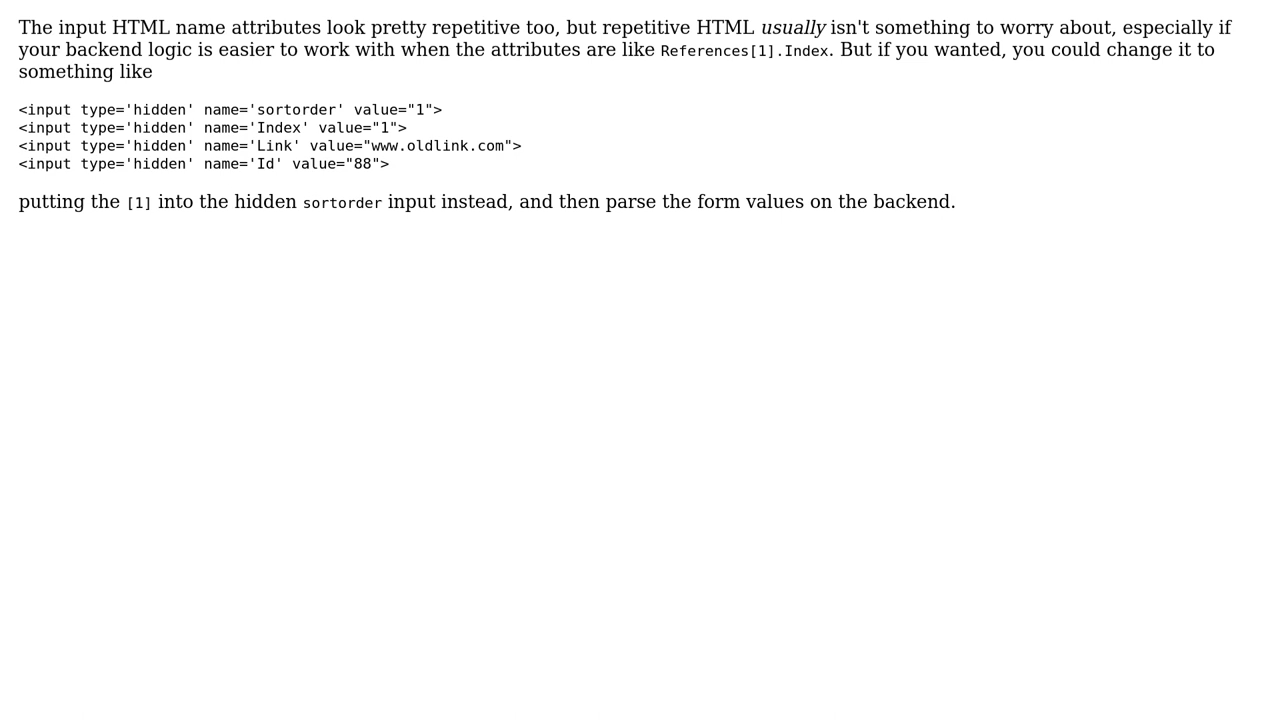 The input HTML name attributes look pretty repetitive too, but repetitive HTML usually isn't something to worry about, especially if
your backend logic is easier to work with when the attributes are like References[1].Index. But if you wanted, you could change it to
something like
<input type='hidden' name='sortorder' value="1">
<input type='hidden' name='Index' value="1">
<input type='hidden' name='Link' value="www.oldlink.com">
<input type='hidden' name='Id' value="88">
putting the [1] into the hidden sortorder input instead, and then parse the form values on the backend.